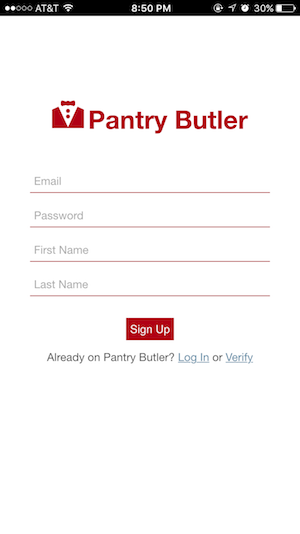 AT&T 8:50 PM 30%
Pantry Butler
Email
Password
First Name
Last Name
Sign Up
Already on Pantry Butler? Log In or Verify